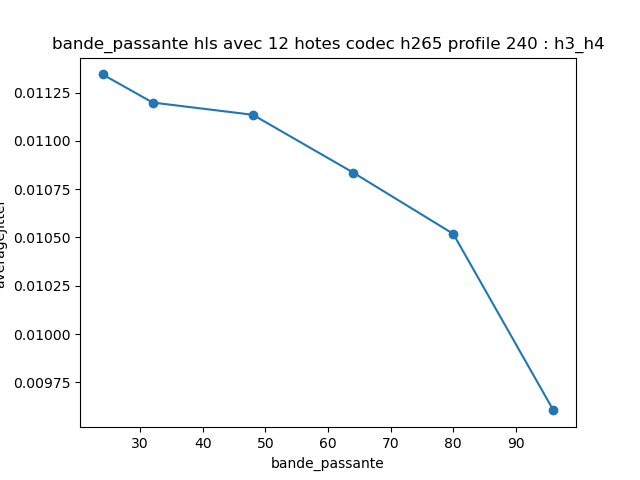 bande_passante hls avec 12 hotes codec h265 profile 240 : h3_h4
0.01125
0.01100
0.01075
0.01050
0.01025
0.01000
0.00975
averagejitter
30 40 50 60 70 80 90
bande_passante